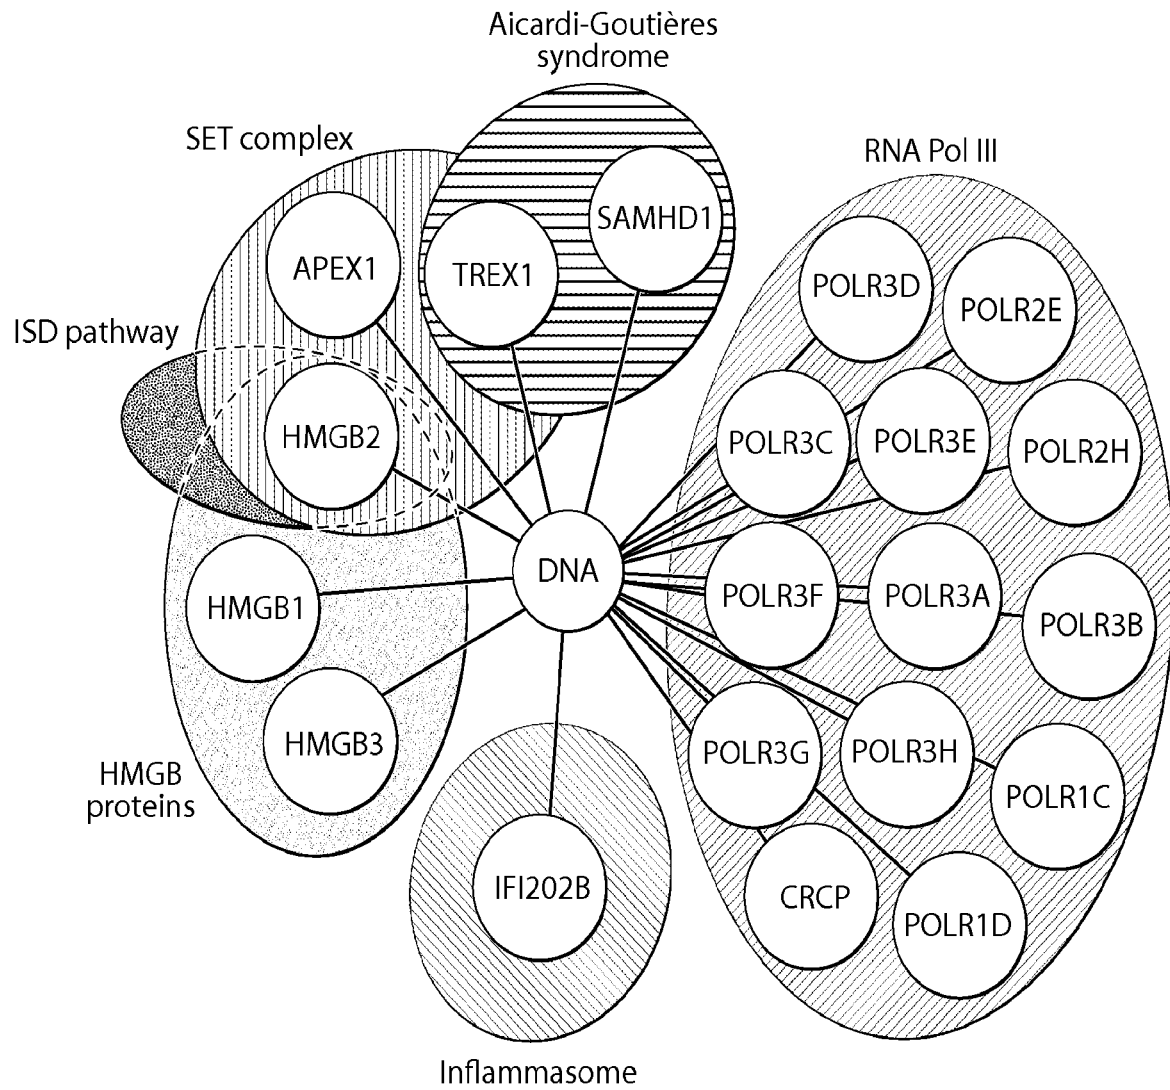 Aicardi-Goutières
syndrome
SET complex
RNA Pol III
SAMHD1
APEX1
TREX1
POLR3D
POLR2E
ISD pathway
HMGB2
POLR3C
POLR3E
POLR2H
DNA
HMGB1
POLR3F
POLR3A
POLR3B
HMGB3
POLR3G
POLR3H
HMGB
proteins
POLR1C
IFI202B
CRCP
POLR1D
Inflammasome